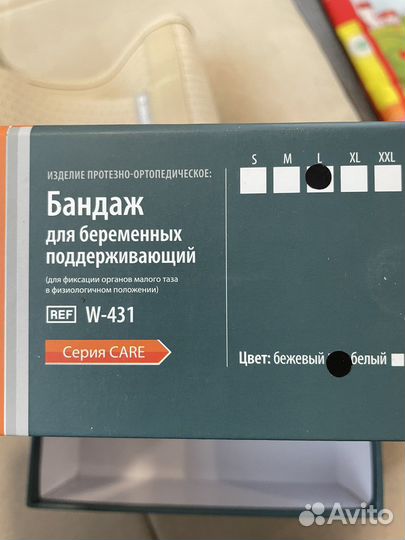 ИЗДЕЛИЕ ПРОТЕЗНО-ОРТОПЕДИЧЕСКОЕ:
S M L XL XXL
Бандаж
для беременных
поддерживающий
(для фиксации органов малого таза
в физиологичном положении)
REF W-431
Серия CARE
Цвет: бежевый белый
Avito